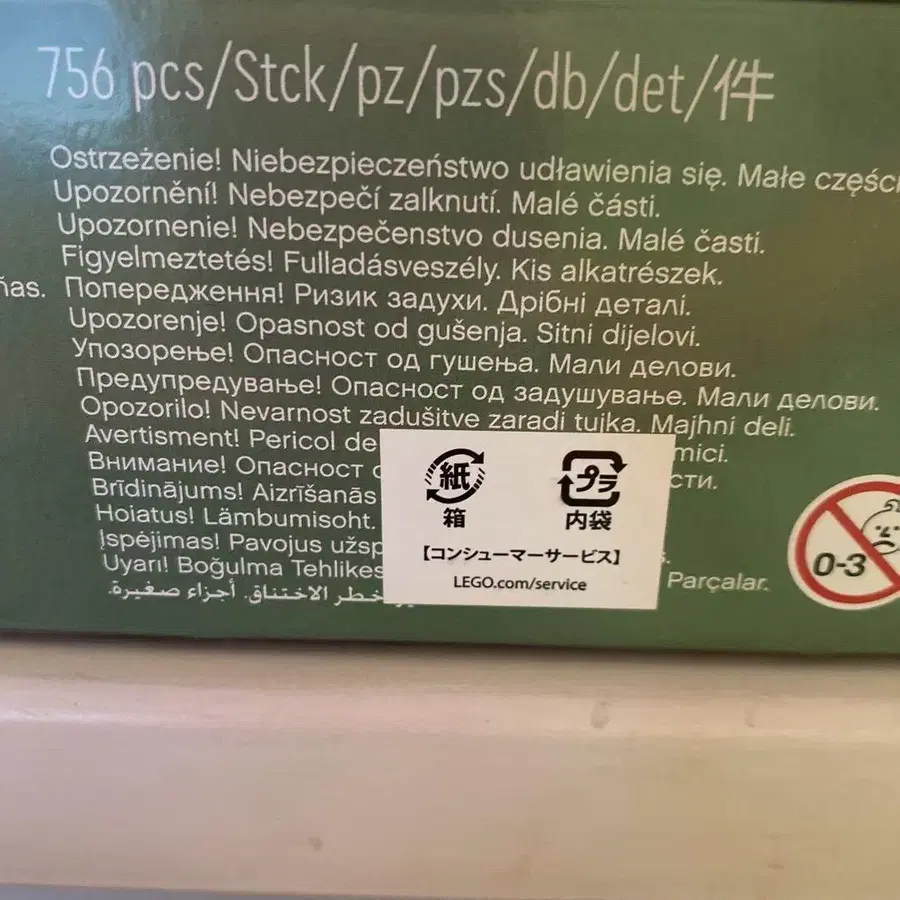 756 pcs/Stck/pz/pzs/db/det/件
Ostrzeżenie! Niebezpieczeństwo udławienia się. Małe części
Upozornění! Nebezpečí zalknutí. Malé části.
Upozornenie! Nebezpečenstvo dusenia. Malé časti.
Figyelmeztetés! Fulladásveszély. Kis alkatrészek.
ñas. Попередження! Ризик задухи. Дрібні деталі.
Upozorenje! Opasnost od gušenja. Sitni dijelovi.
Упозорење! Опасност од гушења. Мали делови.
Предупредување! Опасност од задушување. Мали делови.
Opozorilo! Nevarnost zadušitve zaradi tujka. Majhni deli.
Avertisment! Pericol de mici.
Внимание! Опасност с сти.
Brīdinājums! Aizrīšanās
Hoiatus! Lämbumisoht.
Įspėjimas! Pavojus užsp s.
Uyarı! Boğulma Tehlikes Parçalar.
خطر الاختناق. أجزاء صغيرة.
紙 プラ
箱 内袋
【コンシューマーサービス】
LEGO.com/service
0-3